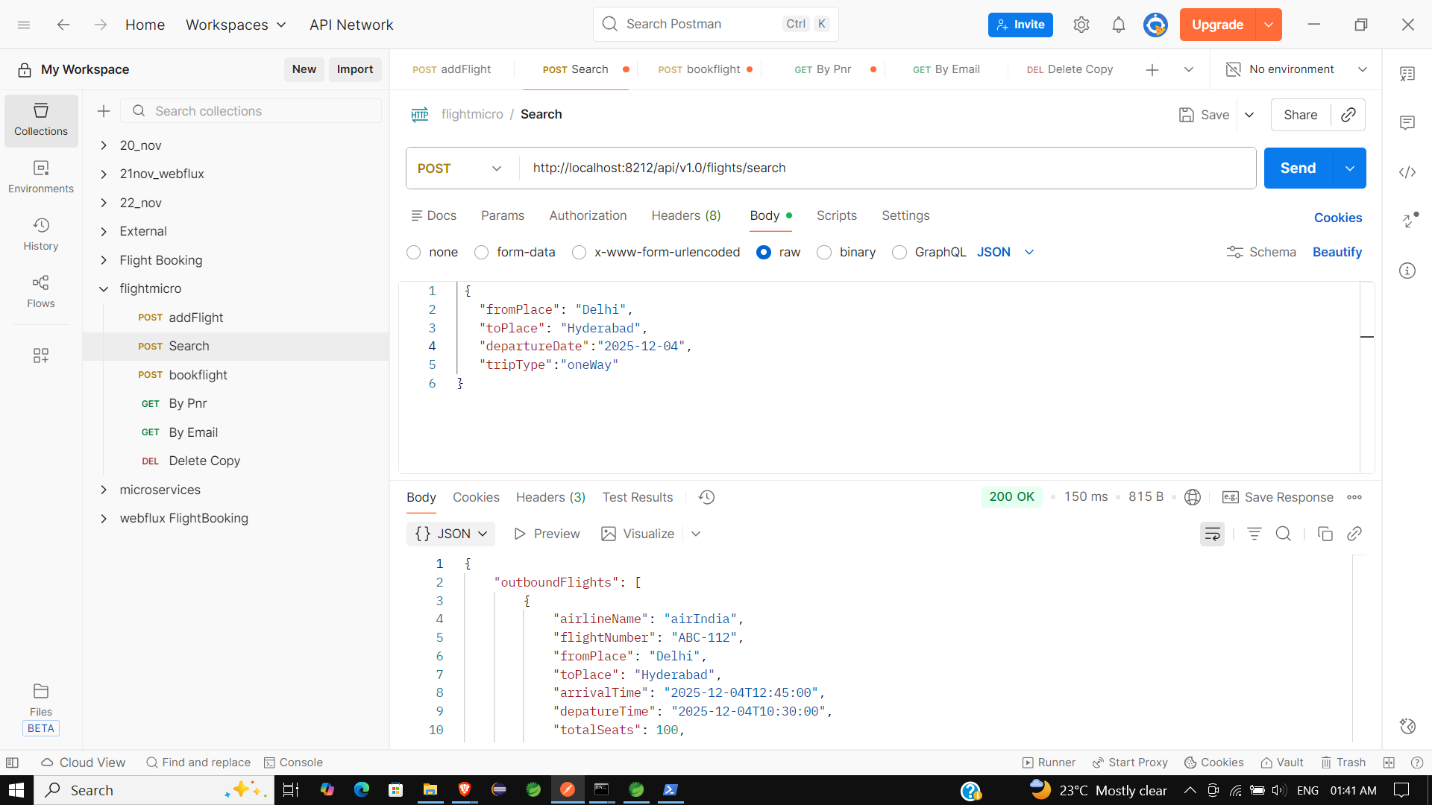 Home Workspaces API Network Search Postman Ctrl K Invite Upgrade
My Workspace New Import
POST addFlight POST Search POST bookflight GET By Pnr GET By Email DEL Delete Copy No environment
Collections
Environments
History
Flows
Files
BETA
Search collections
20_nov
21nov_webflux
22_nov
External
Flight Booking
flightmicro
POST addFlight
POST Search
POST bookflight
GET By Pnr
GET By Email
DEL Delete Copy
microservices
webflux FlightBooking
HTTP flightmicro / Search Save Share
POST http://localhost:8212/api/v1.0/flights/search Send
Docs Params Authorization Headers (8) Body Scripts Settings Cookies
none form-data x-www-form-urlencoded raw binary GraphQL JSON Schema Beautify
1 {
2 "fromPlace": "Delhi",
3 "toPlace": "Hyderabad",
4 "departureDate":"2025-12-04",
5 "tripType":"oneWay"
6 }
Body Cookies Headers (3) Test Results 200 OK 150 ms 815 B e.g. Save Response
{} JSON Preview Visualize
1 {
2 "outboundFlights": [
3 {
4 "airlineName": "airIndia",
5 "flightNumber": "ABC-112",
6 "fromPlace": "Delhi",
7 "toPlace": "Hyderabad",
8 "arrivalTime": "2025-12-04T12:45:00",
9 "depatureTime": "2025-12-04T10:30:00",
10 "totalSeats": 100,
Cloud View Find and replace Console Runner Start Proxy Cookies Vault Trash
Search 23°C Mostly clear ENG 01:41 AM